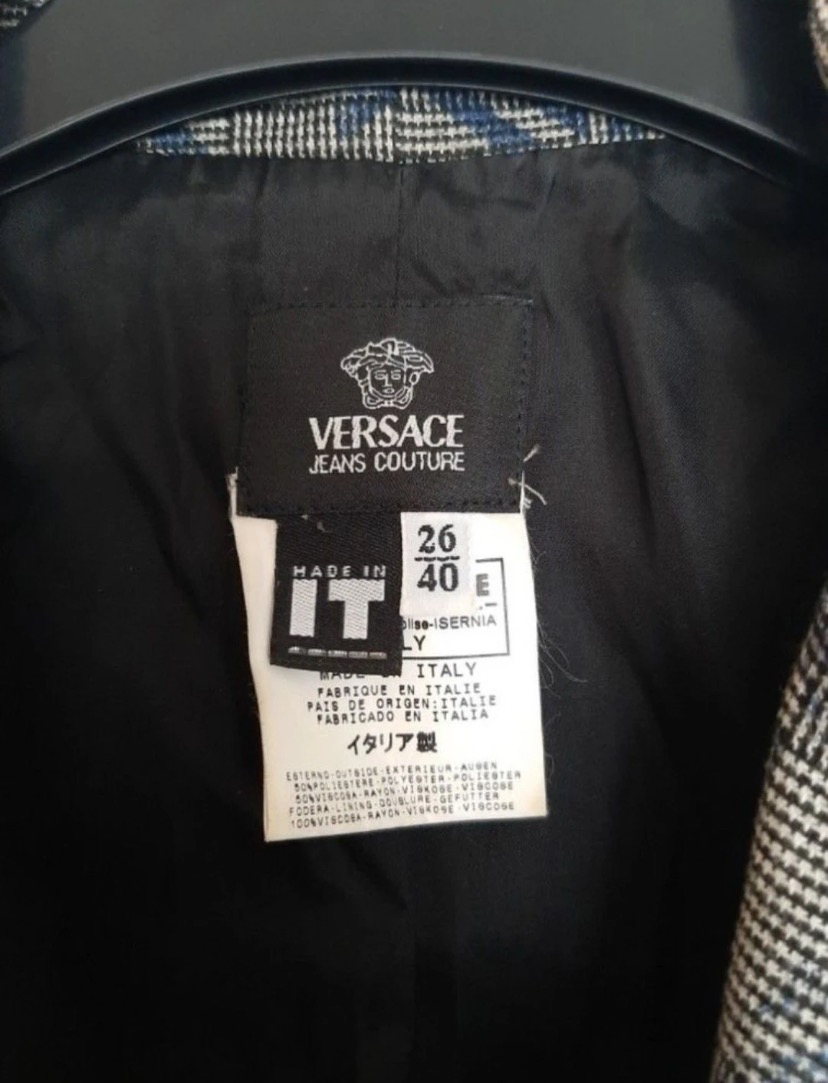 VERSACE
JEANS COUTURE
26
40
MADE IN
IT
E
-ISERNIA
LY
MADE IN ITALY
FABRIQUE EN ITALIE
PAIS DE ORIGEN:ITALIE
FABRICADO EN ITALIA
イタリア製
ESTERNO-OUTSIDE-EXTERIEUR-AUSEN
50%POLIESTERE-POLYESTER-POLIESTER
50%VISCOSA-RAYON-VISKOSE-VISCOSE
FODERA-LINING-DOUBLURE-GEFUTTER
100%VISCOSA-RAYON-VISKOSE-VISCOSE